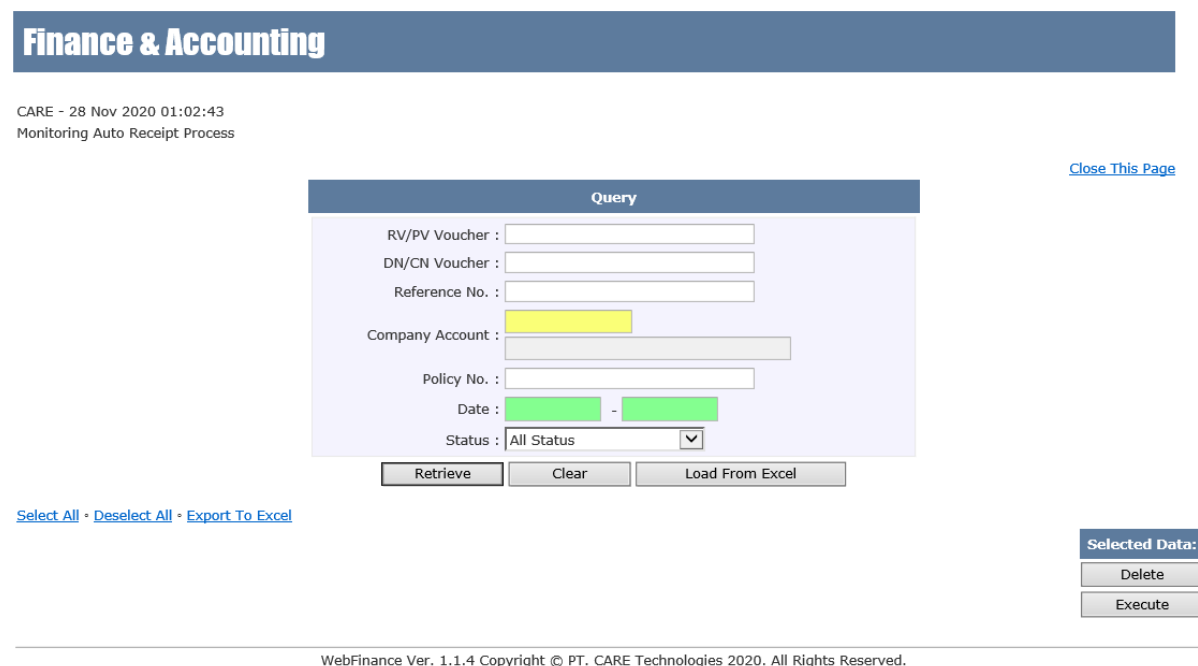 Finance & Accounting
CARE - 28 Nov 2020 01:02:43
Monitoring Auto Receipt Process
Close This Page
Query
RV/PV Voucher :
DN/CN Voucher :
Reference No. :
Company Account :
Policy No. :
Date : -
Status : All Status
Retrieve Clear Load From Excel
Select All • Deselect All • Export To Excel
Selected Data:
Delete
Execute
WebFinance Ver. 1.1.4 Copyright © PT. CARE Technologies 2020. All Rights Reserved.